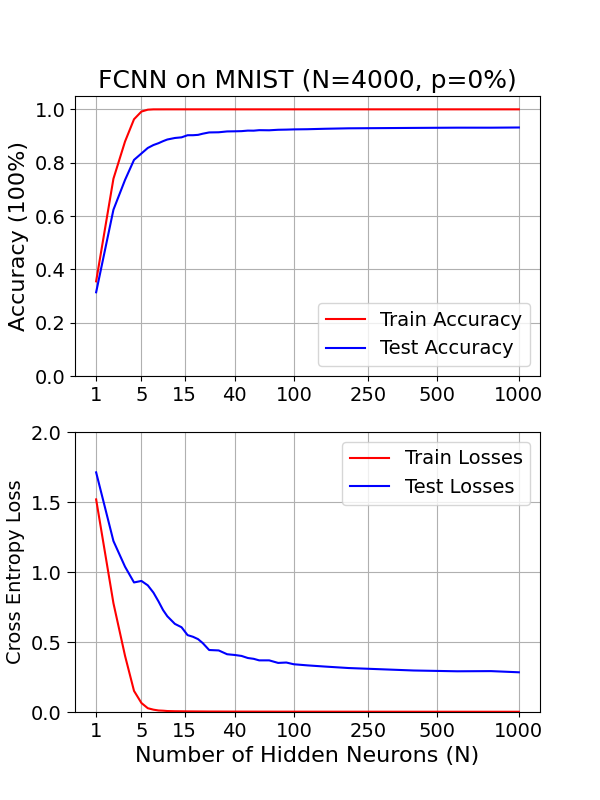 FCNN on MNIST (N=4000, p=0%)
Accuracy (100%)
1.0
0.8
0.6
0.4
0.2
0.0
Train Accuracy
Test Accuracy
1 5 15 40 100 250 500 1000
Cross Entropy Loss
2.0
1.5
1.0
0.5
0.0
Train Losses
Test Losses
1 5 15 40 100 250 500 1000
Number of Hidden Neurons (N)